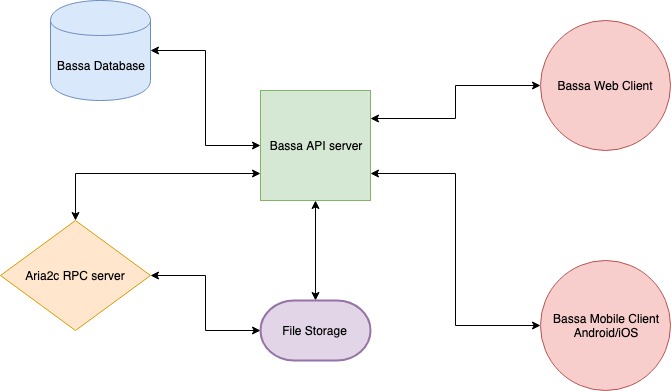 Bassa Database
Bassa Web Client
Bassa API server
Aria2c RPC server
File Storage
Bassa Mobile Client
Android/iOS